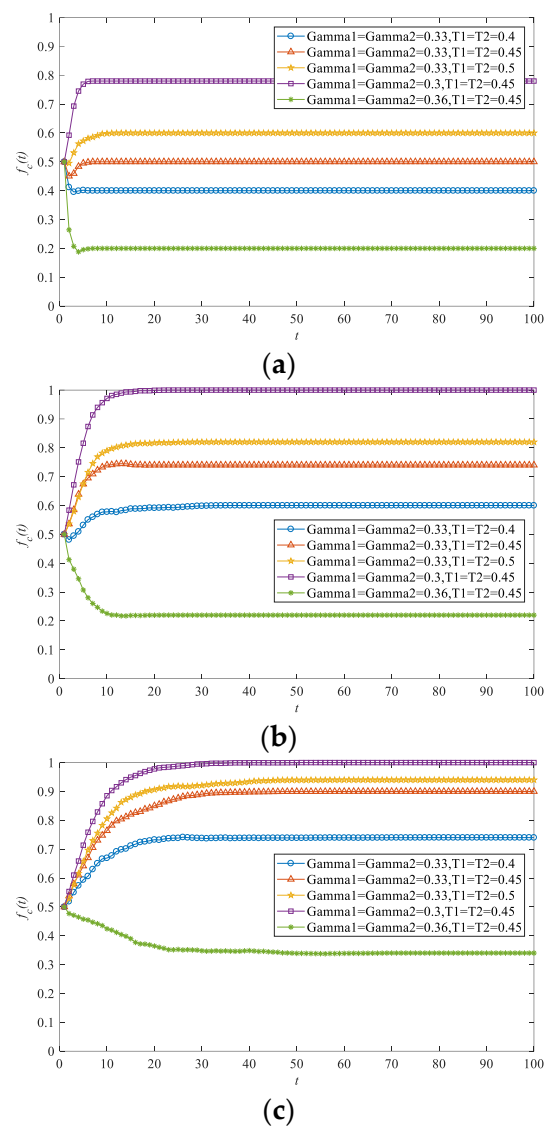 1
0.9
0.8
0.7
0.6
0.5
0.4
0.3
0.2
0.1
0
f_c(t)
Gamma1=Gamma2=0.33,T1=T2=0.4
Gamma1=Gamma2=0.33,T1=T2=0.45
Gamma1=Gamma2=0.33,T1=T2=0.5
Gamma1=Gamma2=0.3,T1=T2=0.45
Gamma1=Gamma2=0.36,T1=T2=0.45
0 10 20 30 40 50 60 70 80 90 100
t
(a)
1
0.9
0.8
0.7
0.6
0.5
0.4
0.3
0.2
0.1
0
f_c(t)
Gamma1=Gamma2=0.33,T1=T2=0.4
Gamma1=Gamma2=0.33,T1=T2=0.45
Gamma1=Gamma2=0.33,T1=T2=0.5
Gamma1=Gamma2=0.3,T1=T2=0.45
Gamma1=Gamma2=0.36,T1=T2=0.45
0 10 20 30 40 50 60 70 80 90 100
t
(b)
1
0.9
0.8
0.7
0.6
0.5
0.4
0.3
0.2
0.1
0
f_c(t)
Gamma1=Gamma2=0.33,T1=T2=0.4
Gamma1=Gamma2=0.33,T1=T2=0.45
Gamma1=Gamma2=0.33,T1=T2=0.5
Gamma1=Gamma2=0.3,T1=T2=0.45
Gamma1=Gamma2=0.36,T1=T2=0.45
0 10 20 30 40 50 60 70 80 90 100
t
(c)